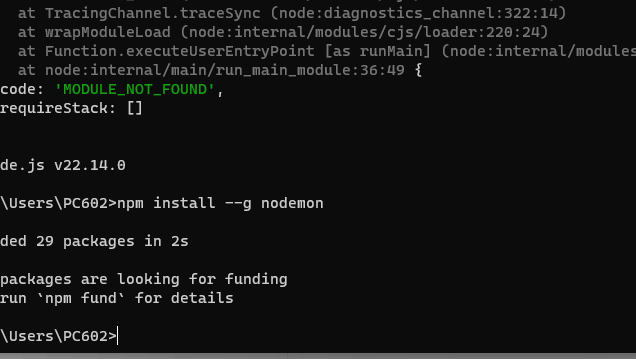 at TracingChannel.traceSync (node:diagnostics_channel:322:14)
at wrapModuleLoad (node:internal/modules/cjs/loader:220:24)
at Function.executeUserEntryPoint [as runMain] (node:internal/modules
at node:internal/main/run_main_module:36:49 {
code: 'MODULE_NOT_FOUND',
requireStack: []
de.js v22.14.0
\Users\PC602>npm install --g nodemon
ded 29 packages in 2s
packages are looking for funding
run `npm fund` for details
\Users\PC602>